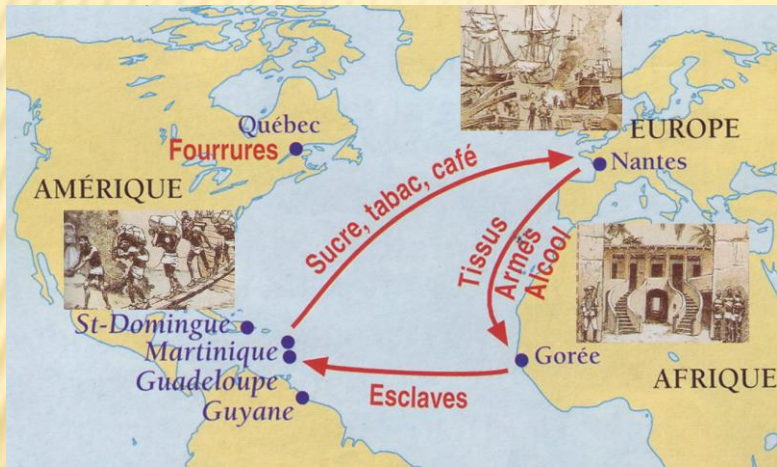 Québec
Fourrures
AMÉRIQUE
EUROPE
Nantes
Sucre, tabac, café
Tissus
Armes
Alcool
St-Domingue
Martinique
Guadeloupe
Guyane
Esclaves
Gorée
AFRIQUE